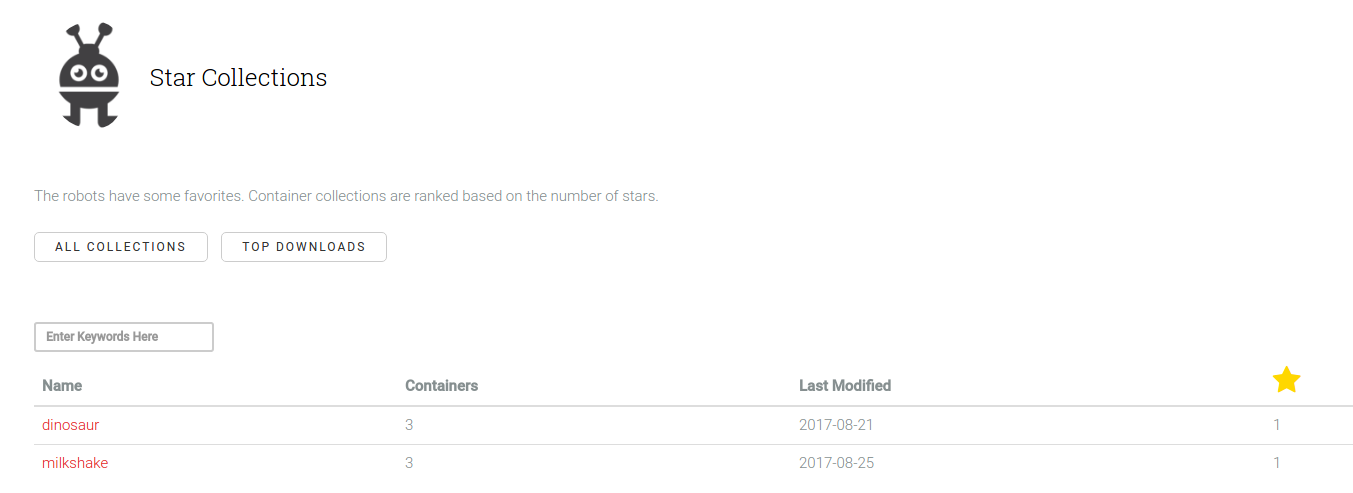 Star Collections
The robots have some favorites. Container collections are ranked based on the number of stars.
ALL COLLECTIONS TOP DOWNLOADS
Enter Keywords Here
Name Containers Last Modified
dinosaur 3 2017-08-21 1
milkshake 3 2017-08-25 1